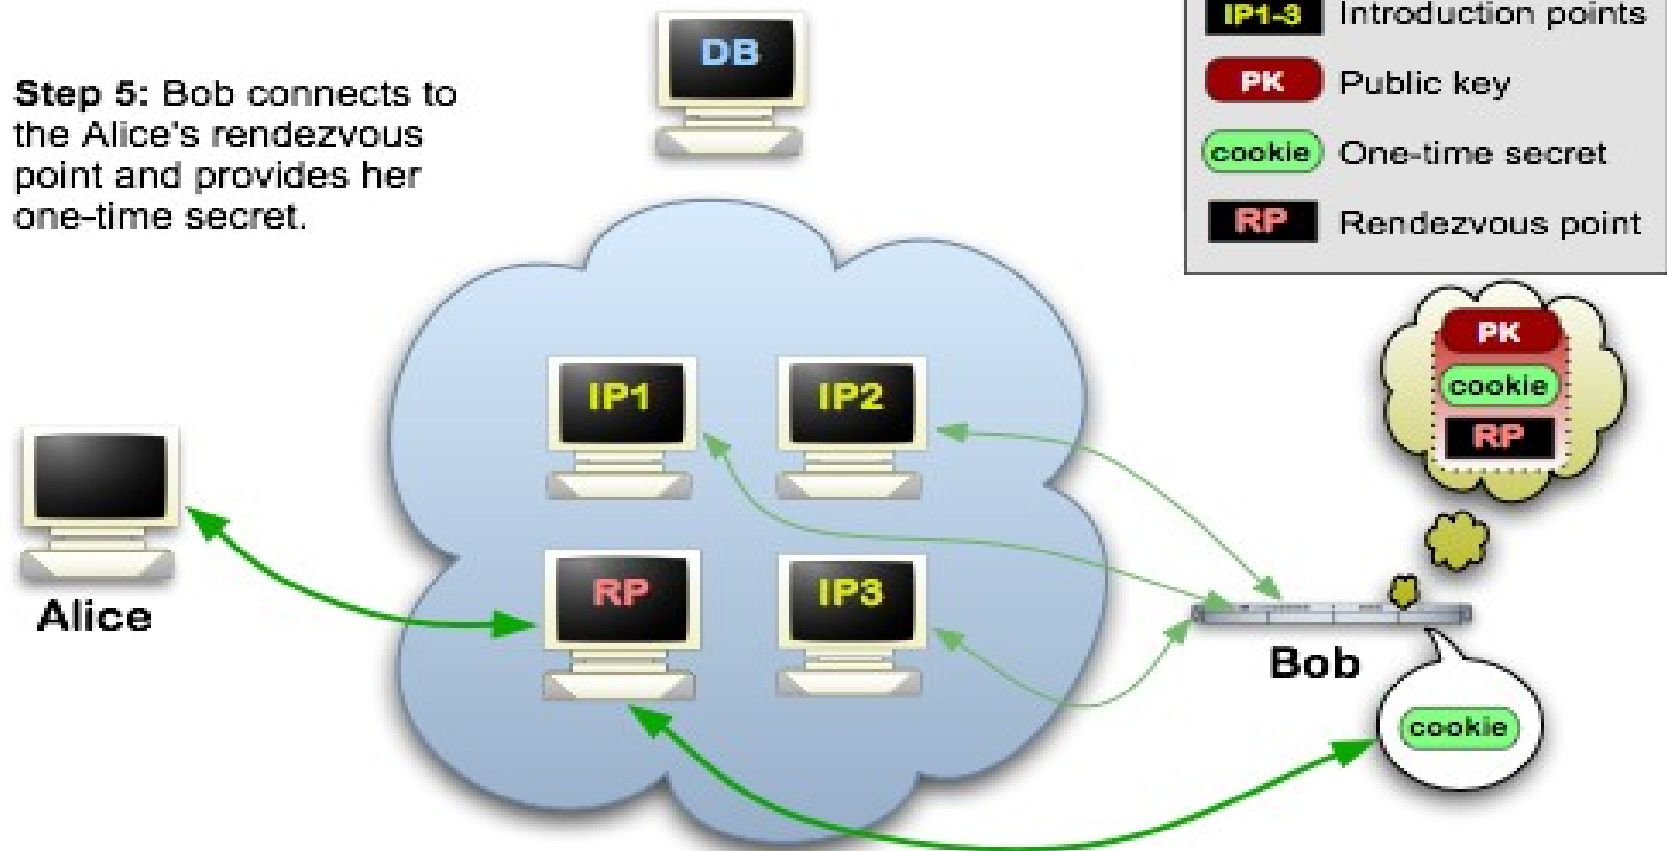 DB
Step 5: Bob connects to
the Alice's rendezvous
point and provides her
one-time secret.
IP1-3 Introduction points
PK Public key
cookie One-time secret
RP Rendezvous point
PK
cookie
RP
IP1
IP2
RP
IP3
Alice
Bob
cookie